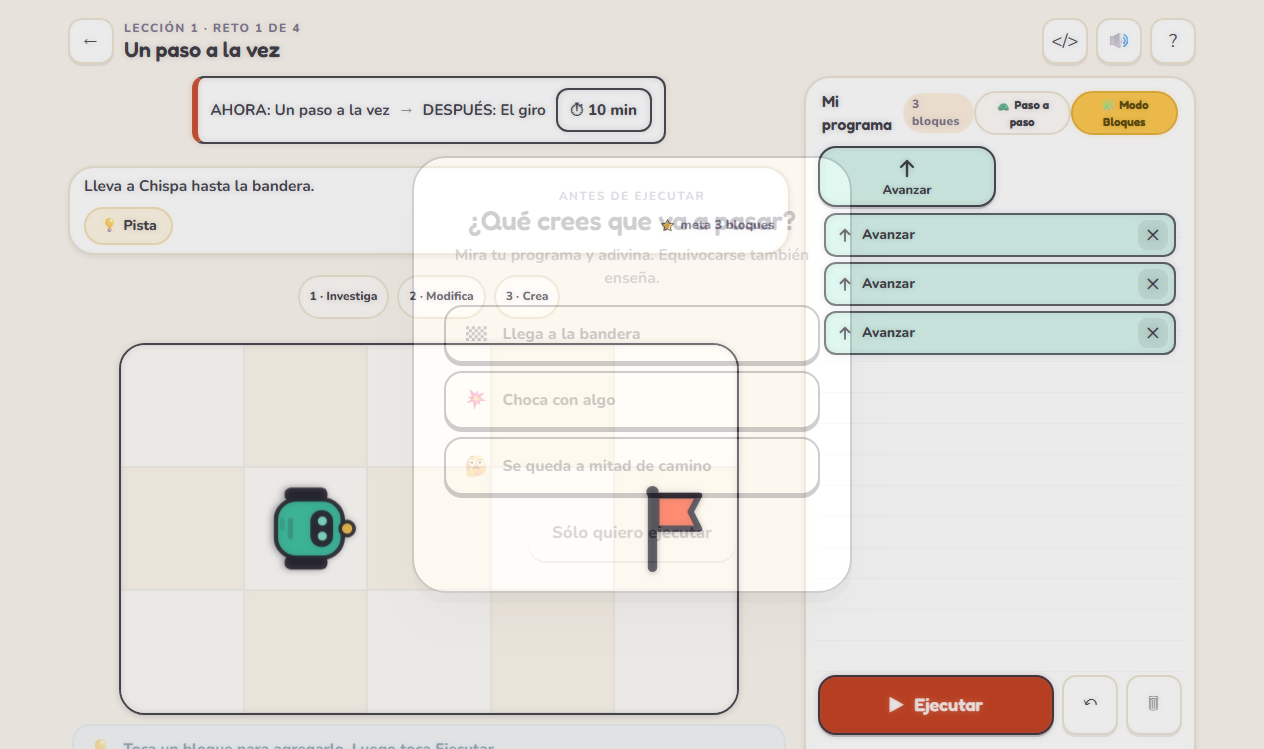 ←
LECCIÓN 1 · RETO 1 DE 4
Un paso a la vez
</>
?
AHORA: Un paso a la vez → DESPUÉS: El giro
10 min
Lleva a Chispa hasta la bandera.
Pista
meta 3 bloques
1 · Investiga
2 · Modifica
3 · Crea
ANTES DE EJECUTAR
¿Qué crees que va a pasar?
Mira tu programa y adivina. Equivocarse también
enseña.
Llega a la bandera
Choca con algo
Se queda a mitad de camino
Sólo quiero ejecutar
Toca un bloque para agregarlo. Luego toca Ejecutar.
Mi
programa
3
bloques
Paso a
paso
Modo
Bloques
↑
Avanzar
↑ Avanzar ×
↑ Avanzar ×
↑ Avanzar ×
Ejecutar